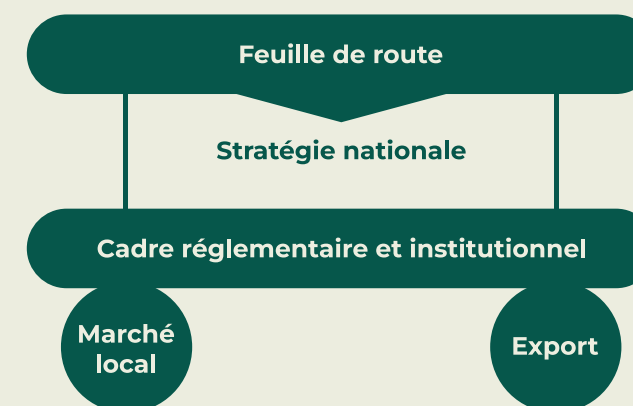 Feuille de route
Stratégie nationale
Cadre réglementaire et institutionnel
Marché
local
Export